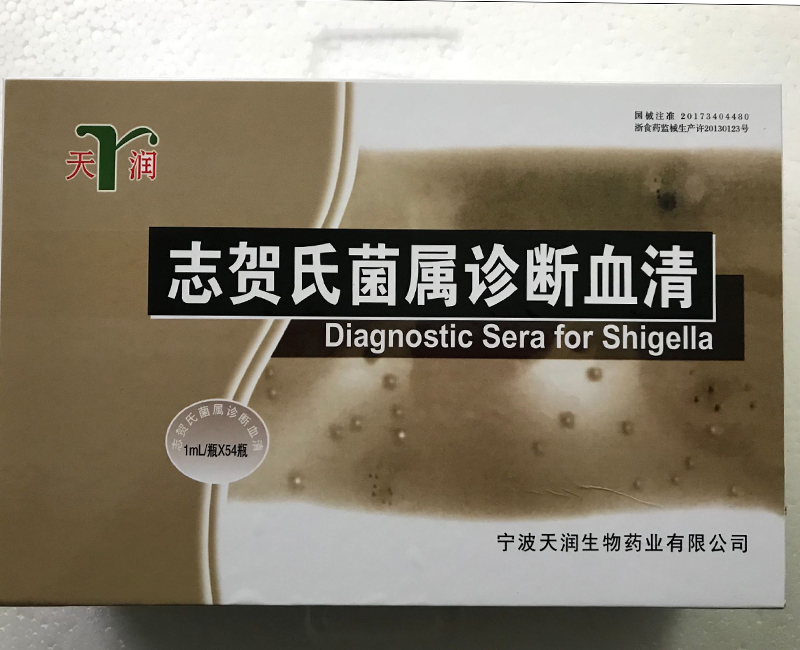 国械注准 20173404480
浙食药监械生产许20130123号
天润
志贺氏菌属诊断血清
Diagnostic Sera for Shigella
志贺氏菌属诊断血清
1mL/瓶X54瓶
宁波天润生物药业有限公司